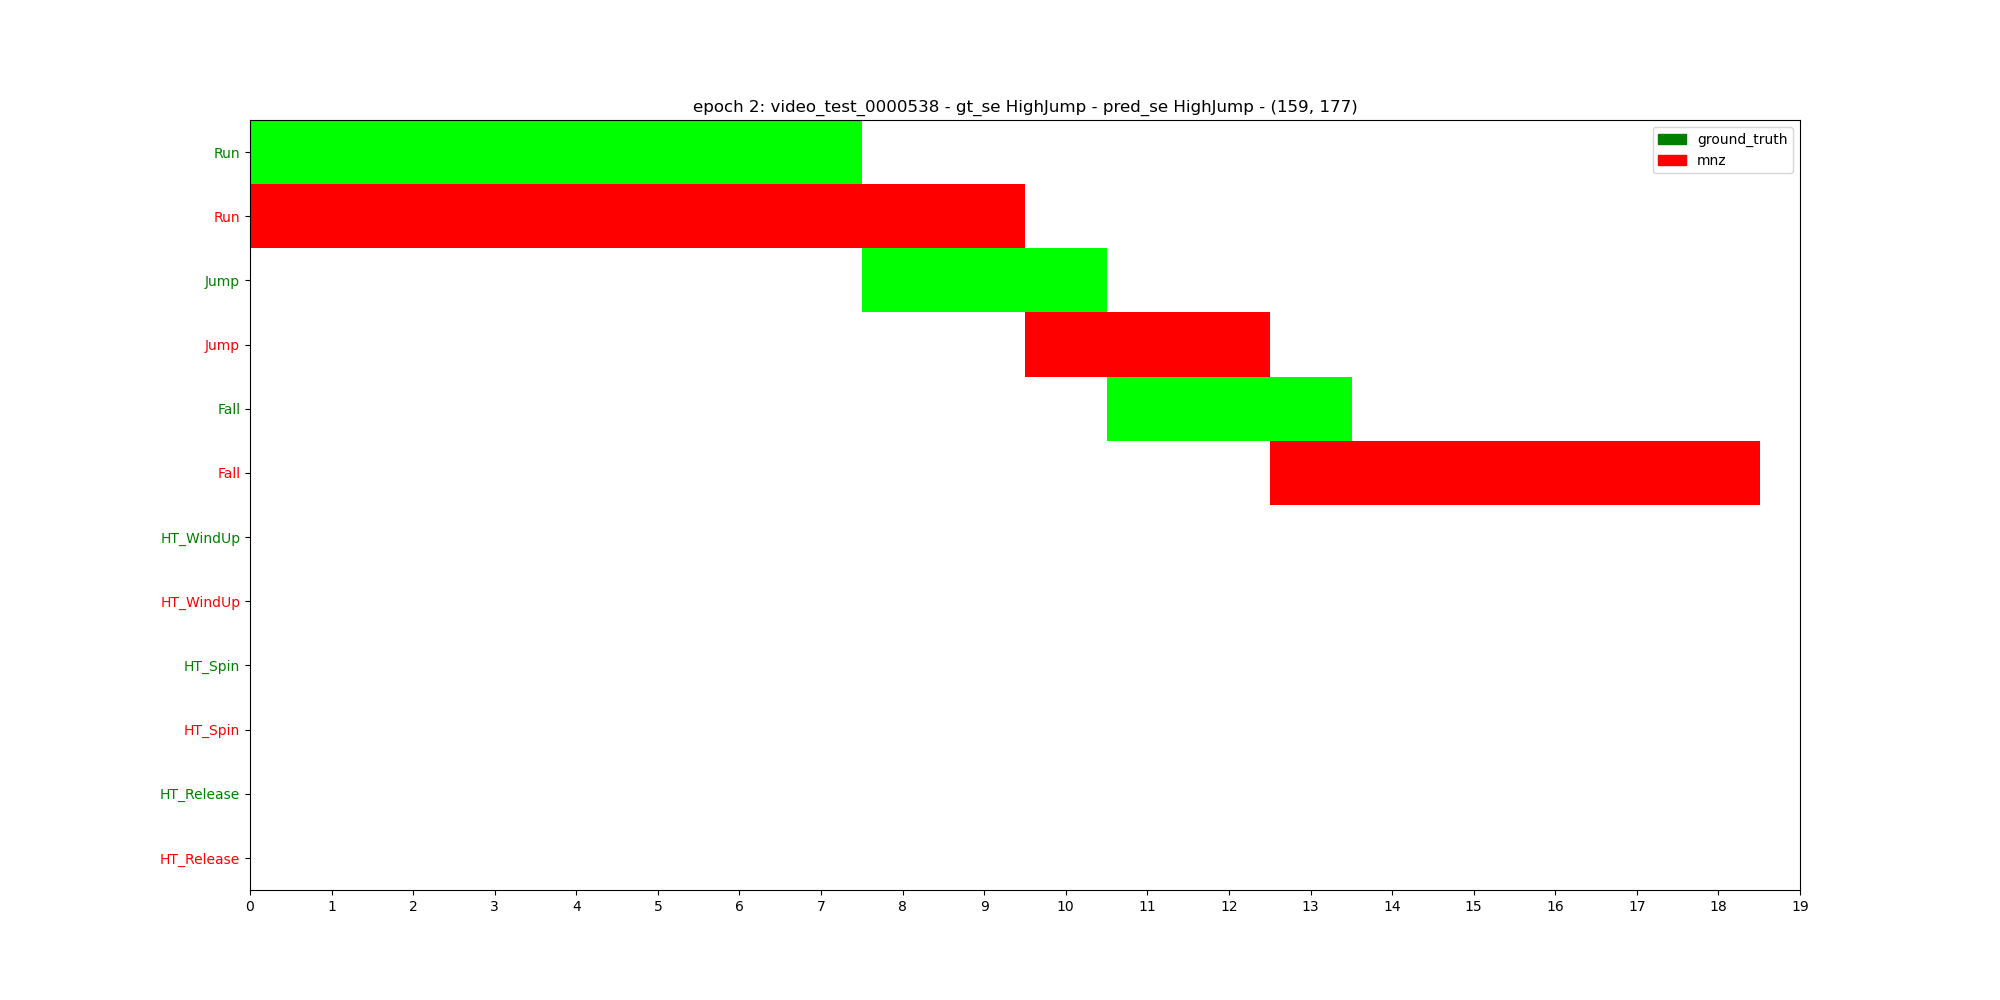 epoch 2: video_test_0000538 - gt_se HighJump - pred_se HighJump - (159, 177)
ground_truth
mnz
Run
Run
Jump
Jump
Fall
Fall
HT_WindUp
HT_WindUp
HT_Spin
HT_Spin
HT_Release
HT_Release
0 1 2 3 4 5 6 7 8 9 10 11 12 13 14 15 16 17 18 19